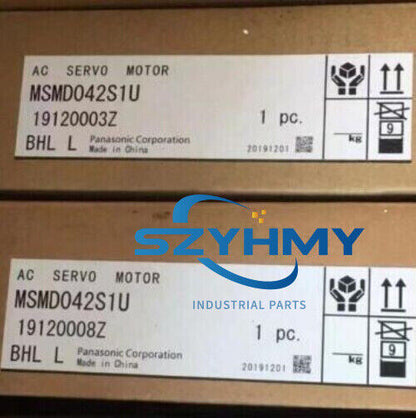 AC SERVO MOTOR
MSMD042S1U
19120003Z
1 pc.
BHL L Panasonic Corporation
Made in China
20191201
kg
9
SZYHMY
INDUSTRIAL PARTS
AC SERVO MOTOR
MSMD042S1U
19120008Z
1 pc.
BHL L Panasonic Corporation
Made in China
20191201
kg
9